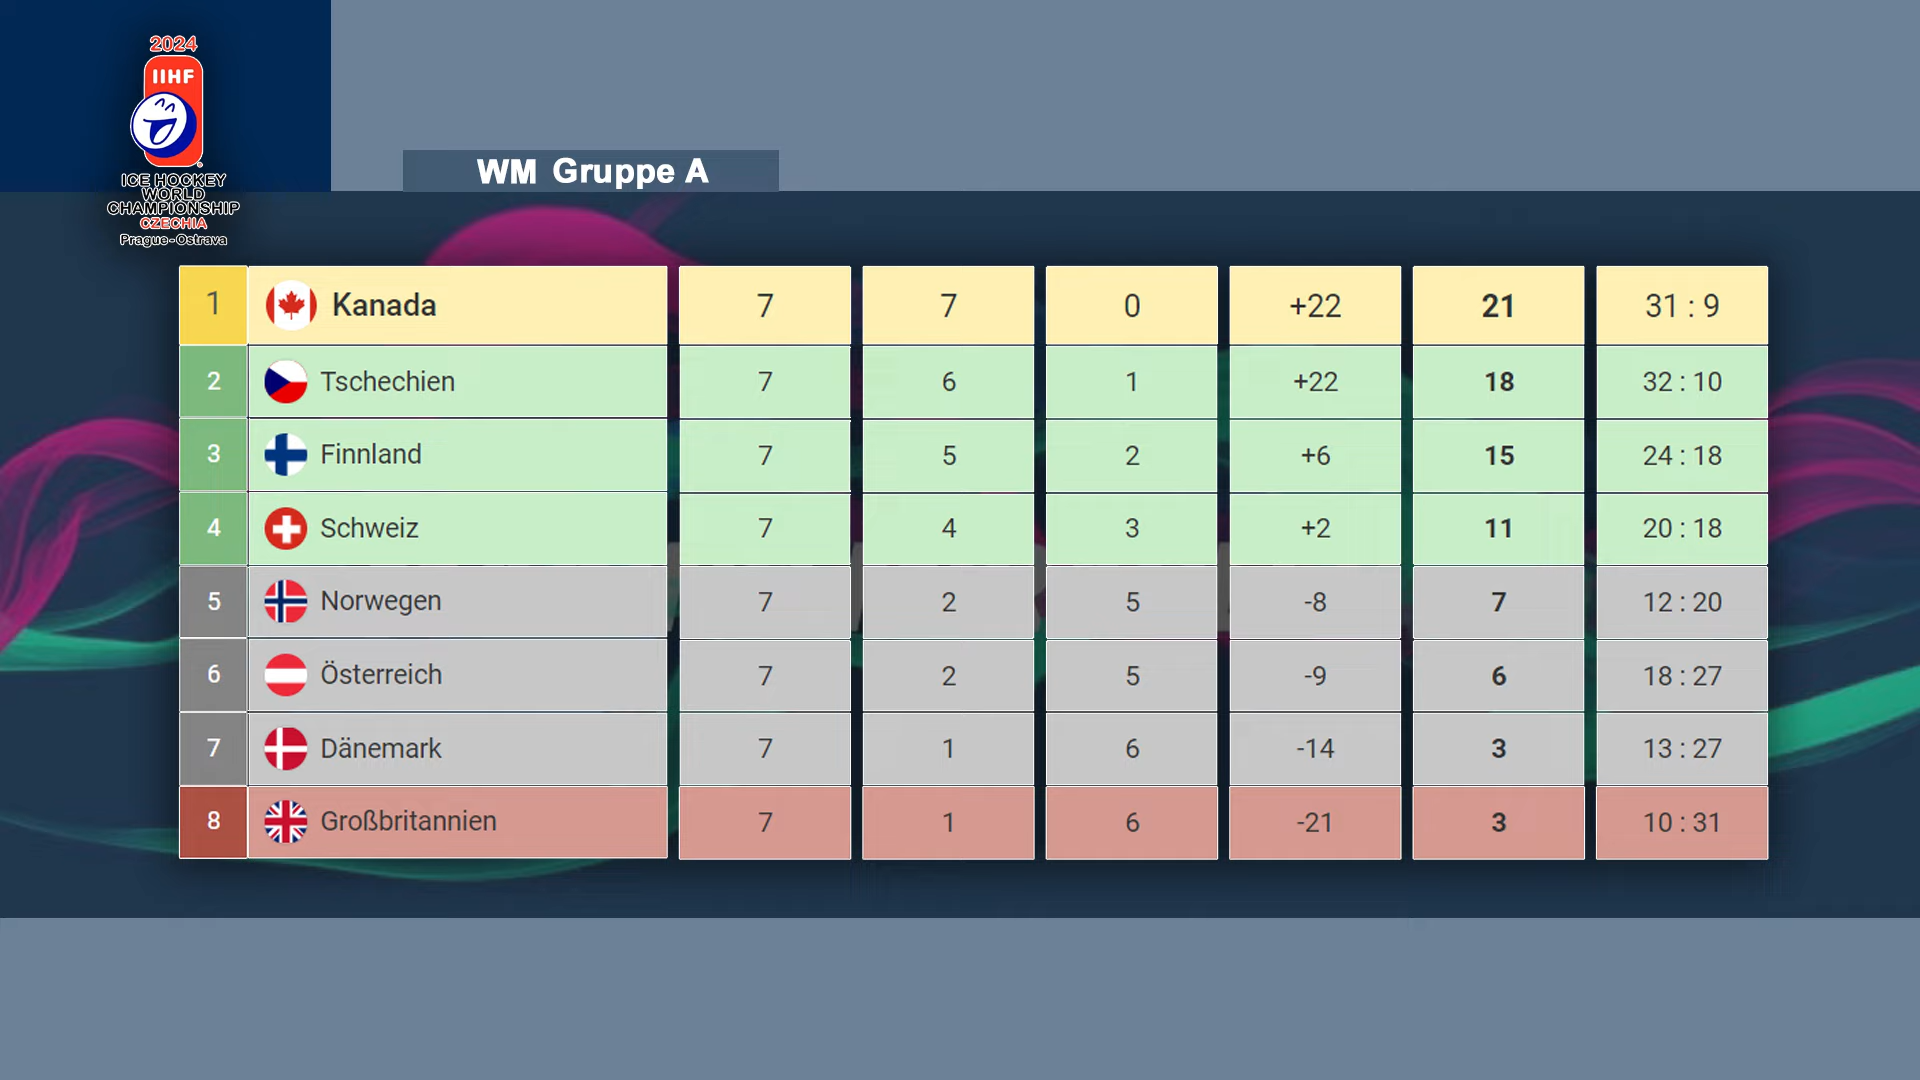 2024
IIHF
ICE HOCKEY
WORLD
CHAMPIONSHIP
CZECHIA
Prague-Ostrava
WM Gruppe A
1 Kanada 7 7 0 +22 21 31 : 9
2 Tschechien 7 6 1 +22 18 32 : 10
3 Finnland 7 5 2 +6 15 24 : 18
4 Schweiz 7 4 3 +2 11 20 : 18
5 Norwegen 7 2 5 -8 7 12 : 20
6 Österreich 7 2 5 -9 6 18 : 27
7 Dänemark 7 1 6 -14 3 13 : 27
8 Großbritannien 7 1 6 -21 3 10 : 31